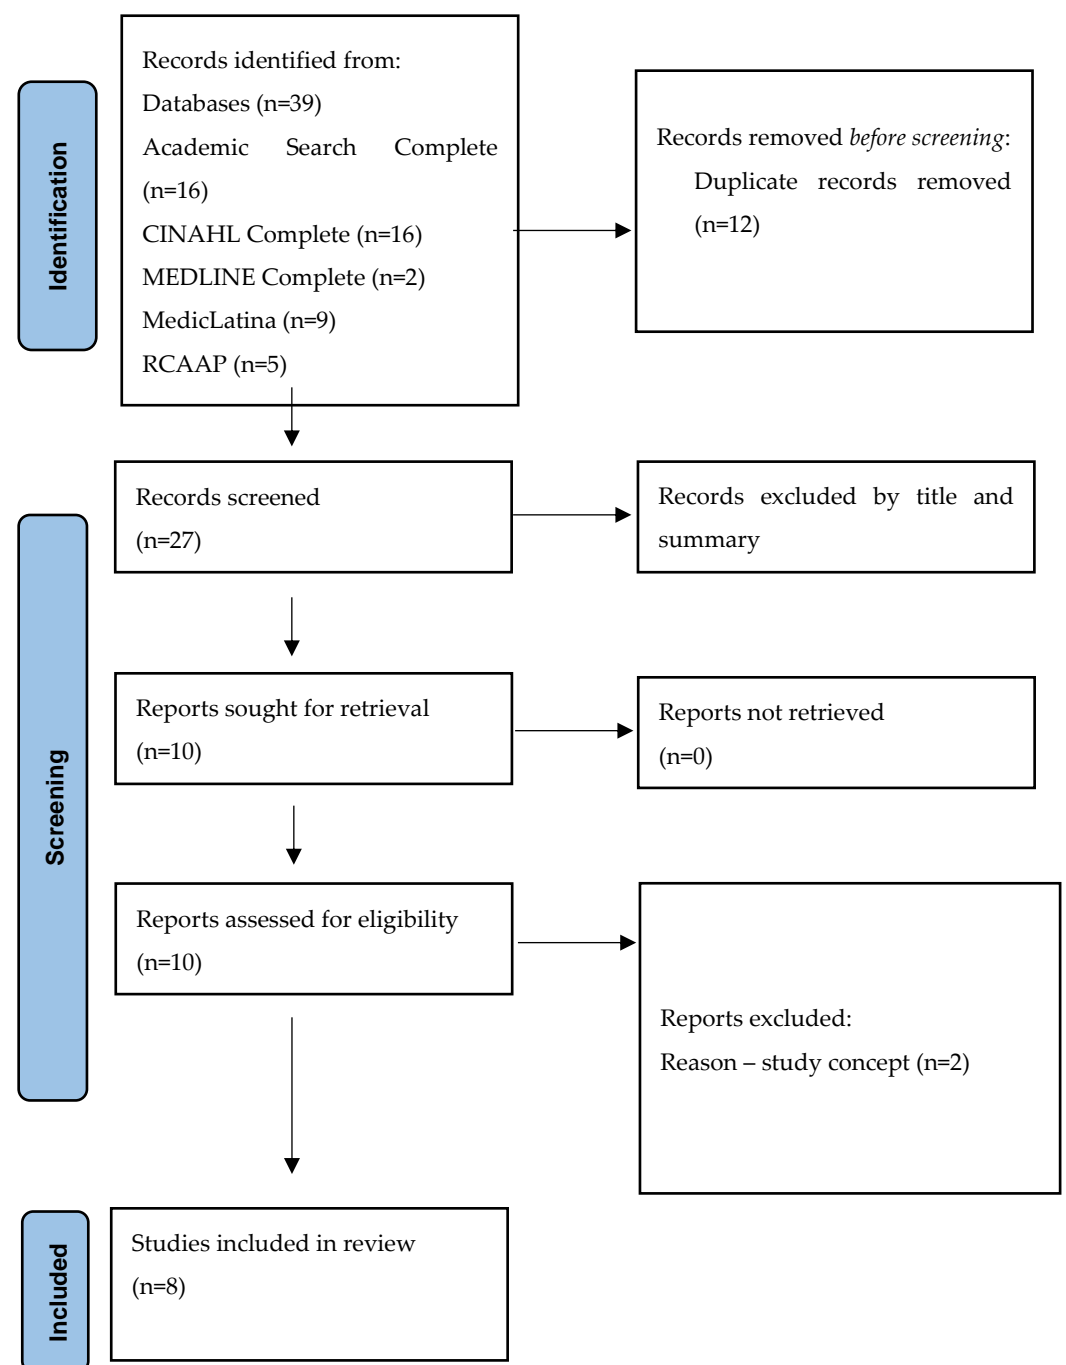 Identification
Records identified from:
Databases (n=39)
Academic Search Complete
(n=16)
CINAHL Complete (n=16)
MEDLINE Complete (n=2)
MedicLatina (n=9)
RCAAP (n=5)
Records removed before screening:
Duplicate records removed
(n=12)
Screening
Records screened
(n=27)
Records excluded by title and
summary
Reports sought for retrieval
(n=10)
Reports not retrieved
(n=0)
Reports assessed for eligibility
(n=10)
Reports excluded:
Reason – study concept (n=2)
Included
Studies included in review
(n=8)